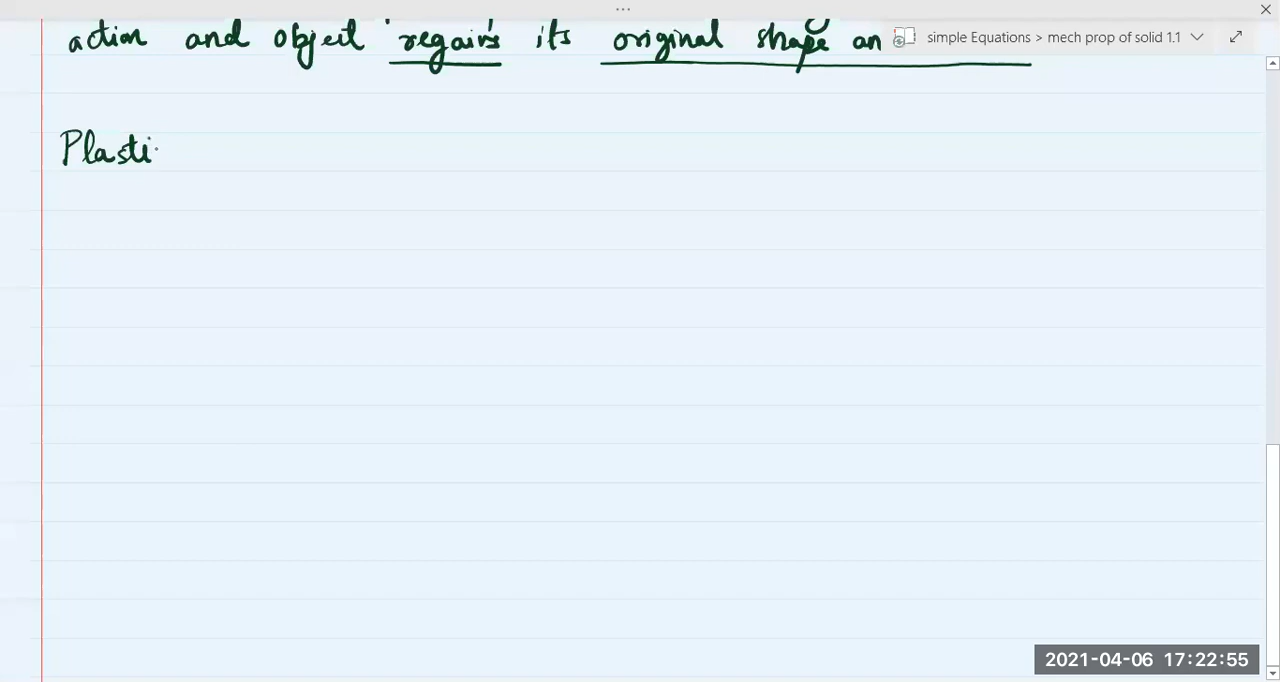 action and object regains its original shape an
simple Equations > mech prop of solid 1.1
Plasti
2021-04-06 17:22:55